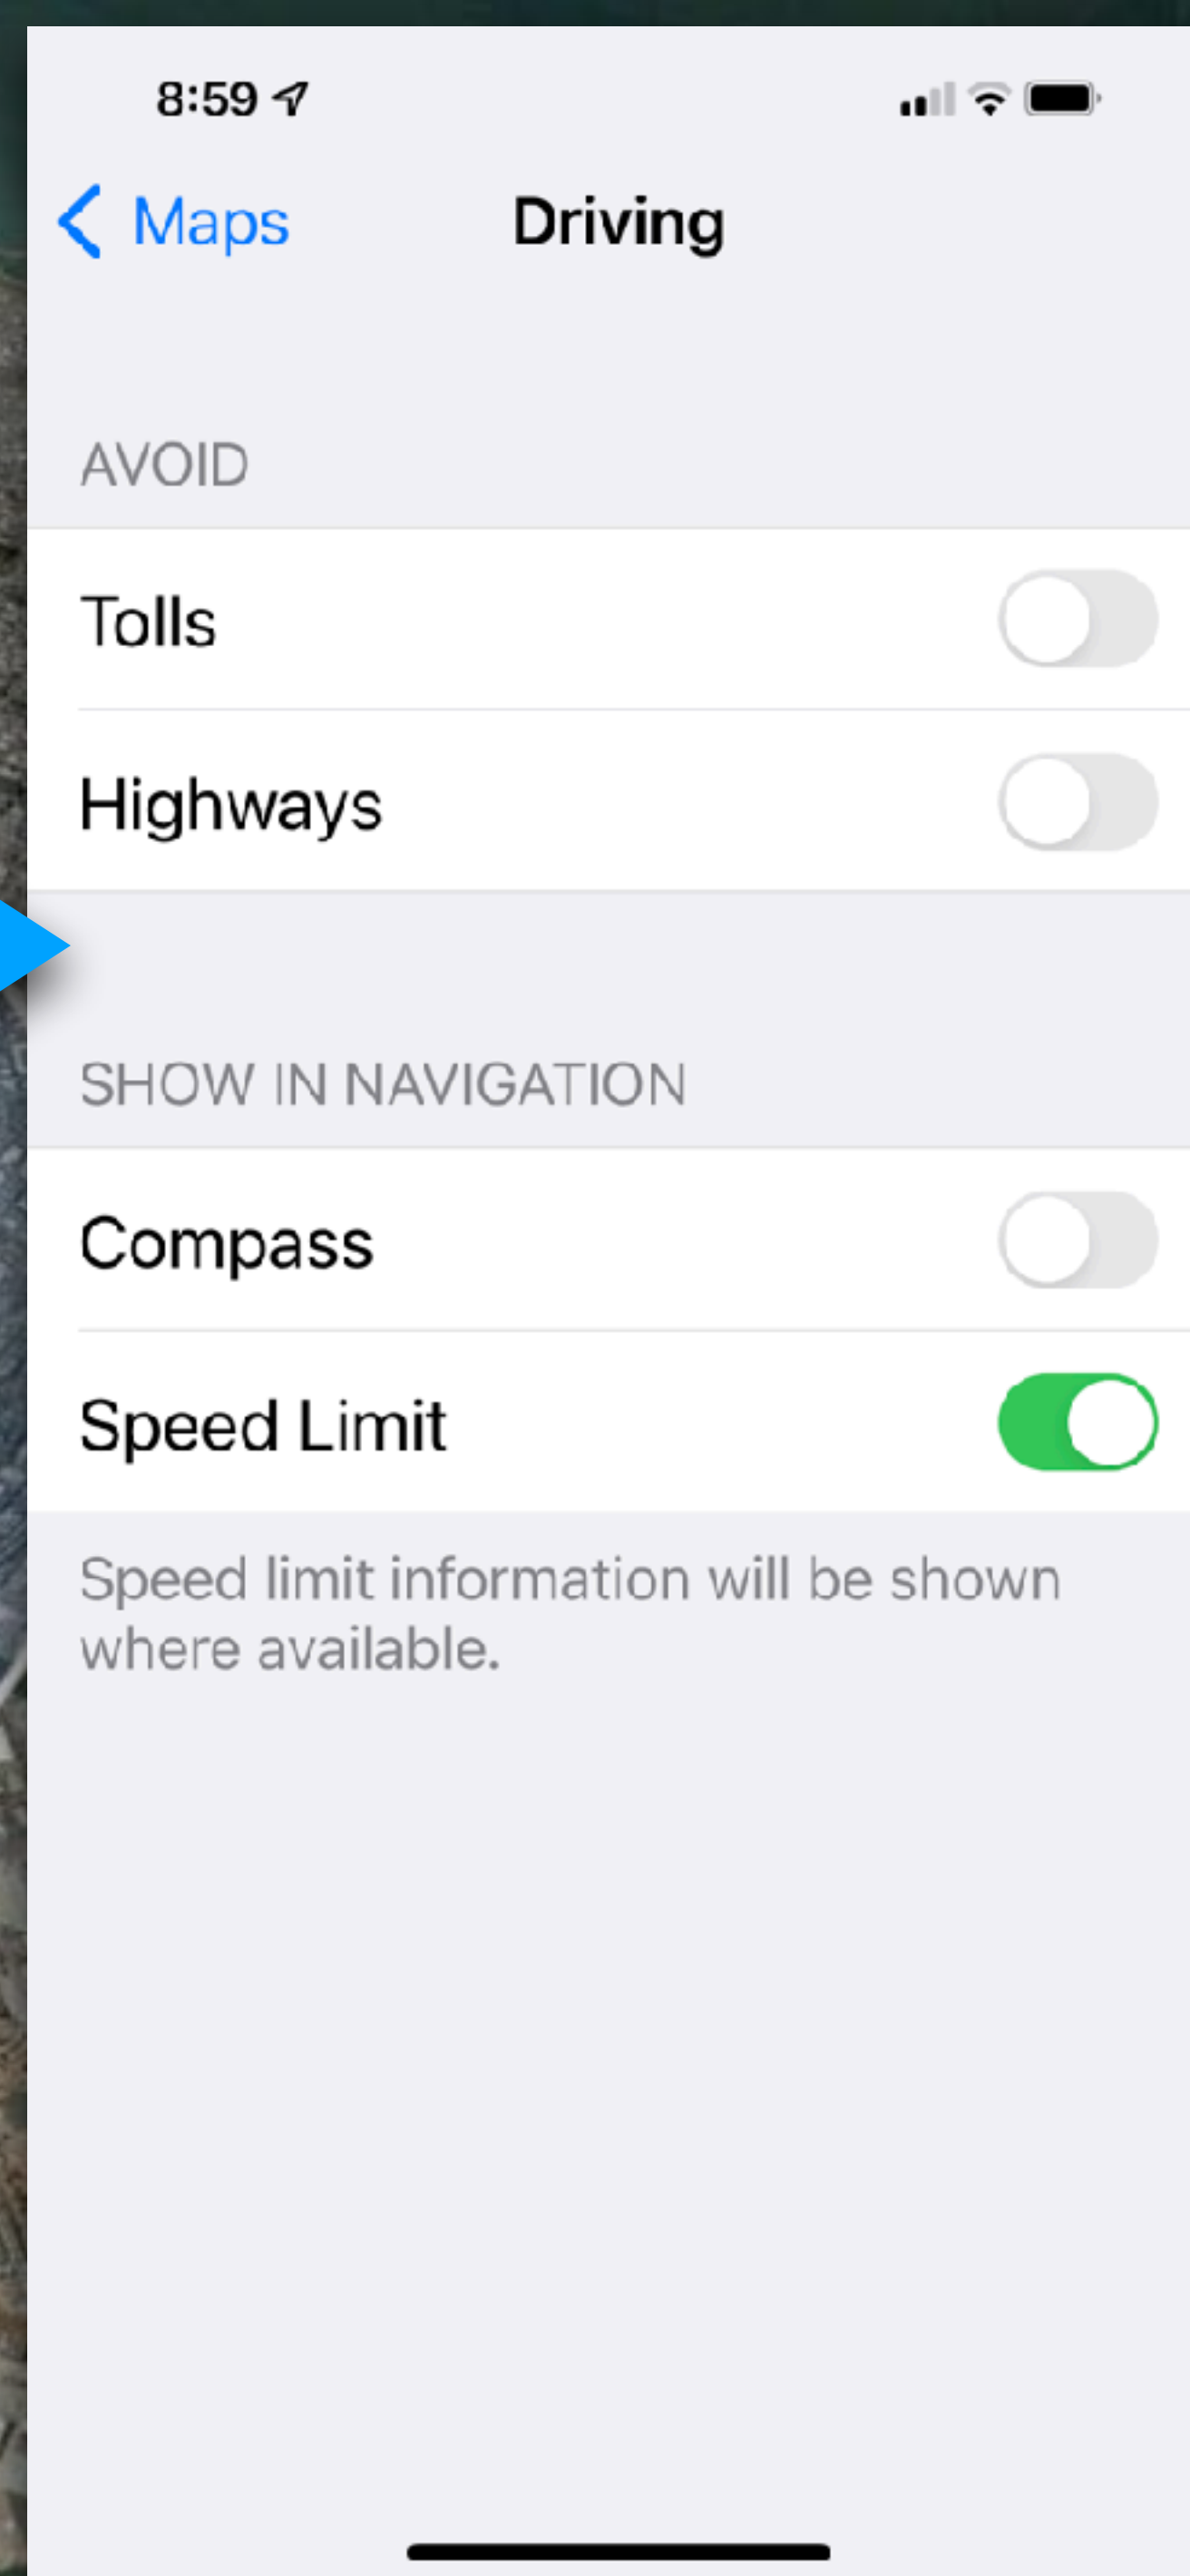 8:59
Maps
Driving
AVOID
Tolls
Highways
SHOW IN NAVIGATION
Compass
Speed Limit
Speed limit information will be shown
where available.